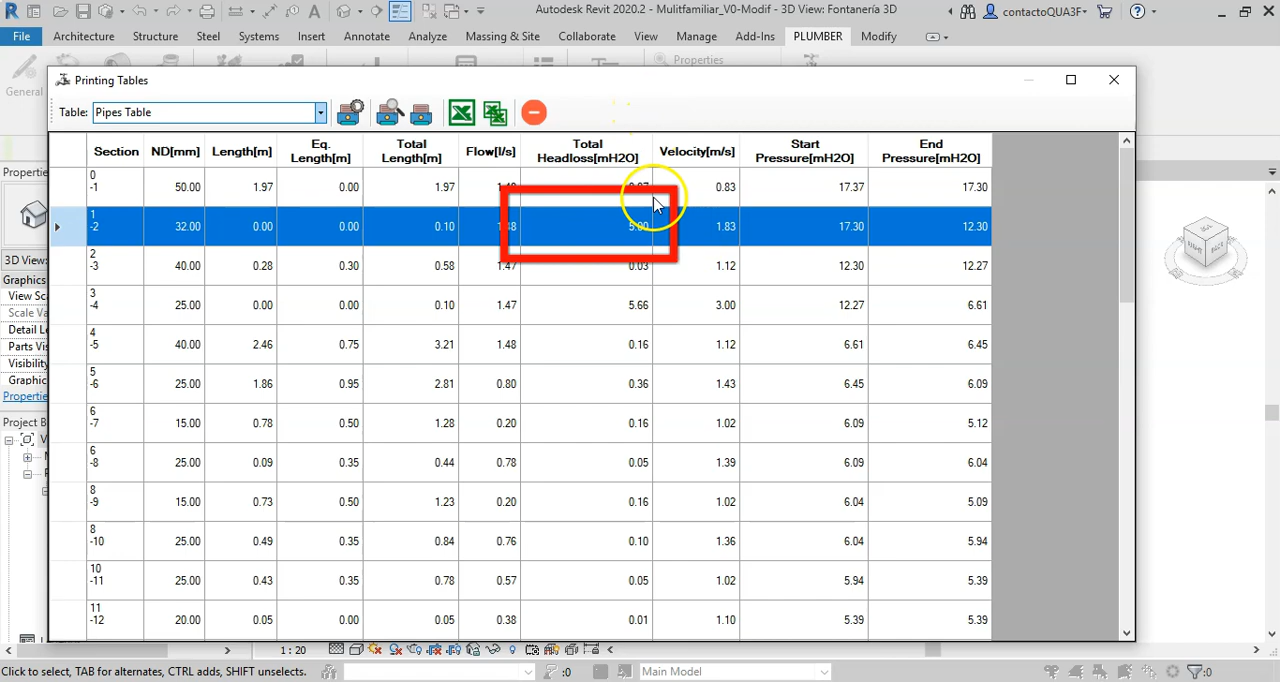 Autodesk Revit 2020.2 - Mulitfamiliar_V0-Modif - 3D View: Fontanería 3D
contactoQUA3F
File Architecture Structure Steel Systems Insert Annotate Analyze Massing & Site Collaborate View Manage Add-Ins PLUMBER Modify
General
Properties
Printing Tables
Table: Pipes Table
Section ND[mm] Length[m] Eq. Length[m] Total Length[m] Flow[l/s] Total Headloss[mH2O] Velocity[m/s] Start Pressure[mH2O] End Pressure[mH2O]
0 -1 50.00 1.97 0.00 1.97 0.83 17.37 17.30
1 -2 32.00 0.00 0.00 0.10 5.00 1.83 17.30 12.30
2 -3 40.00 0.28 0.30 0.58 1.47 0.03 1.12 12.30 12.27
3 -4 25.00 0.00 0.00 0.10 1.47 5.66 3.00 12.27 6.61
4 -5 40.00 2.46 0.75 3.21 1.48 0.16 1.12 6.61 6.45
5 -6 25.00 1.86 0.95 2.81 0.80 0.36 1.43 6.45 6.09
6 -7 15.00 0.78 0.50 1.28 0.20 0.16 1.02 6.09 5.12
6 -8 25.00 0.09 0.35 0.44 0.78 0.05 1.39 6.09 6.04
8 -9 15.00 0.73 0.50 1.23 0.20 0.16 1.02 6.04 5.09
8 -10 25.00 0.49 0.35 0.84 0.76 0.10 1.36 6.04 5.94
10 -11 25.00 0.43 0.35 0.78 0.57 0.05 1.02 5.94 5.39
11 -12 20.00 0.05 0.00 0.05 0.38 0.01 1.10 5.39 5.39
Properties
3D View:
Graphics
View Sca
Scale Va
Detail Le
Parts Visi
Visibility
Graphic
Properties
Project B
RIGHT BACK
1 : 20
Click to select, TAB for alternates, CTRL adds, SHIFT unselects.
:0
Main Model
:0